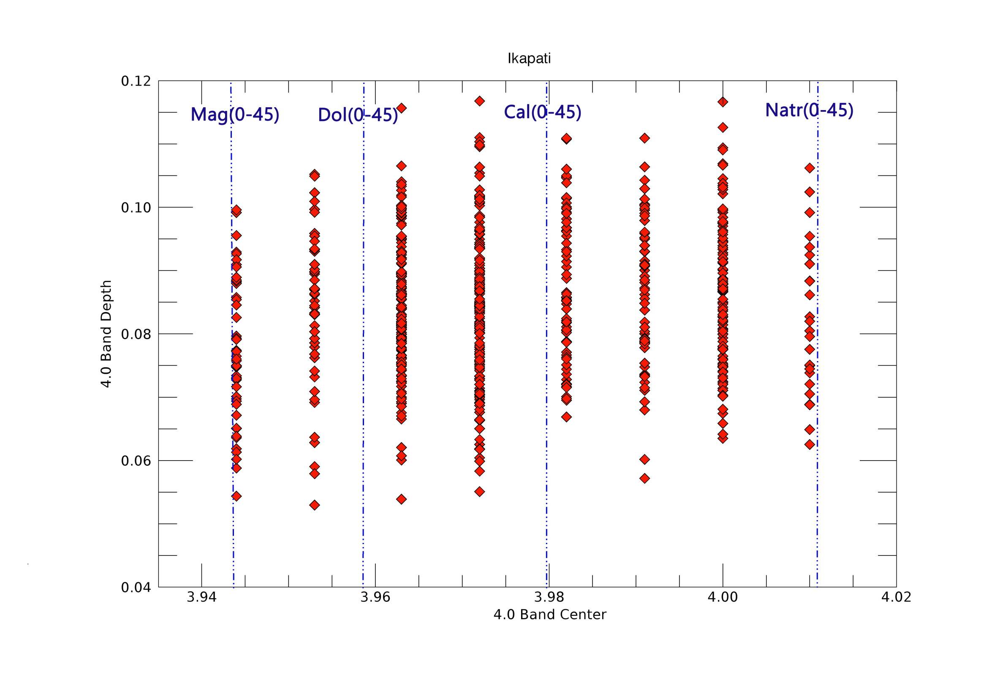 Ikapati
0.12
Mag(0-45) Dol(0-45) Cal(0-45) Natr(0-45)
0.10
0.08
4.0 Band Depth
0.06
0.04
3.94 3.96 3.98 4.00 4.02
4.0 Band Center